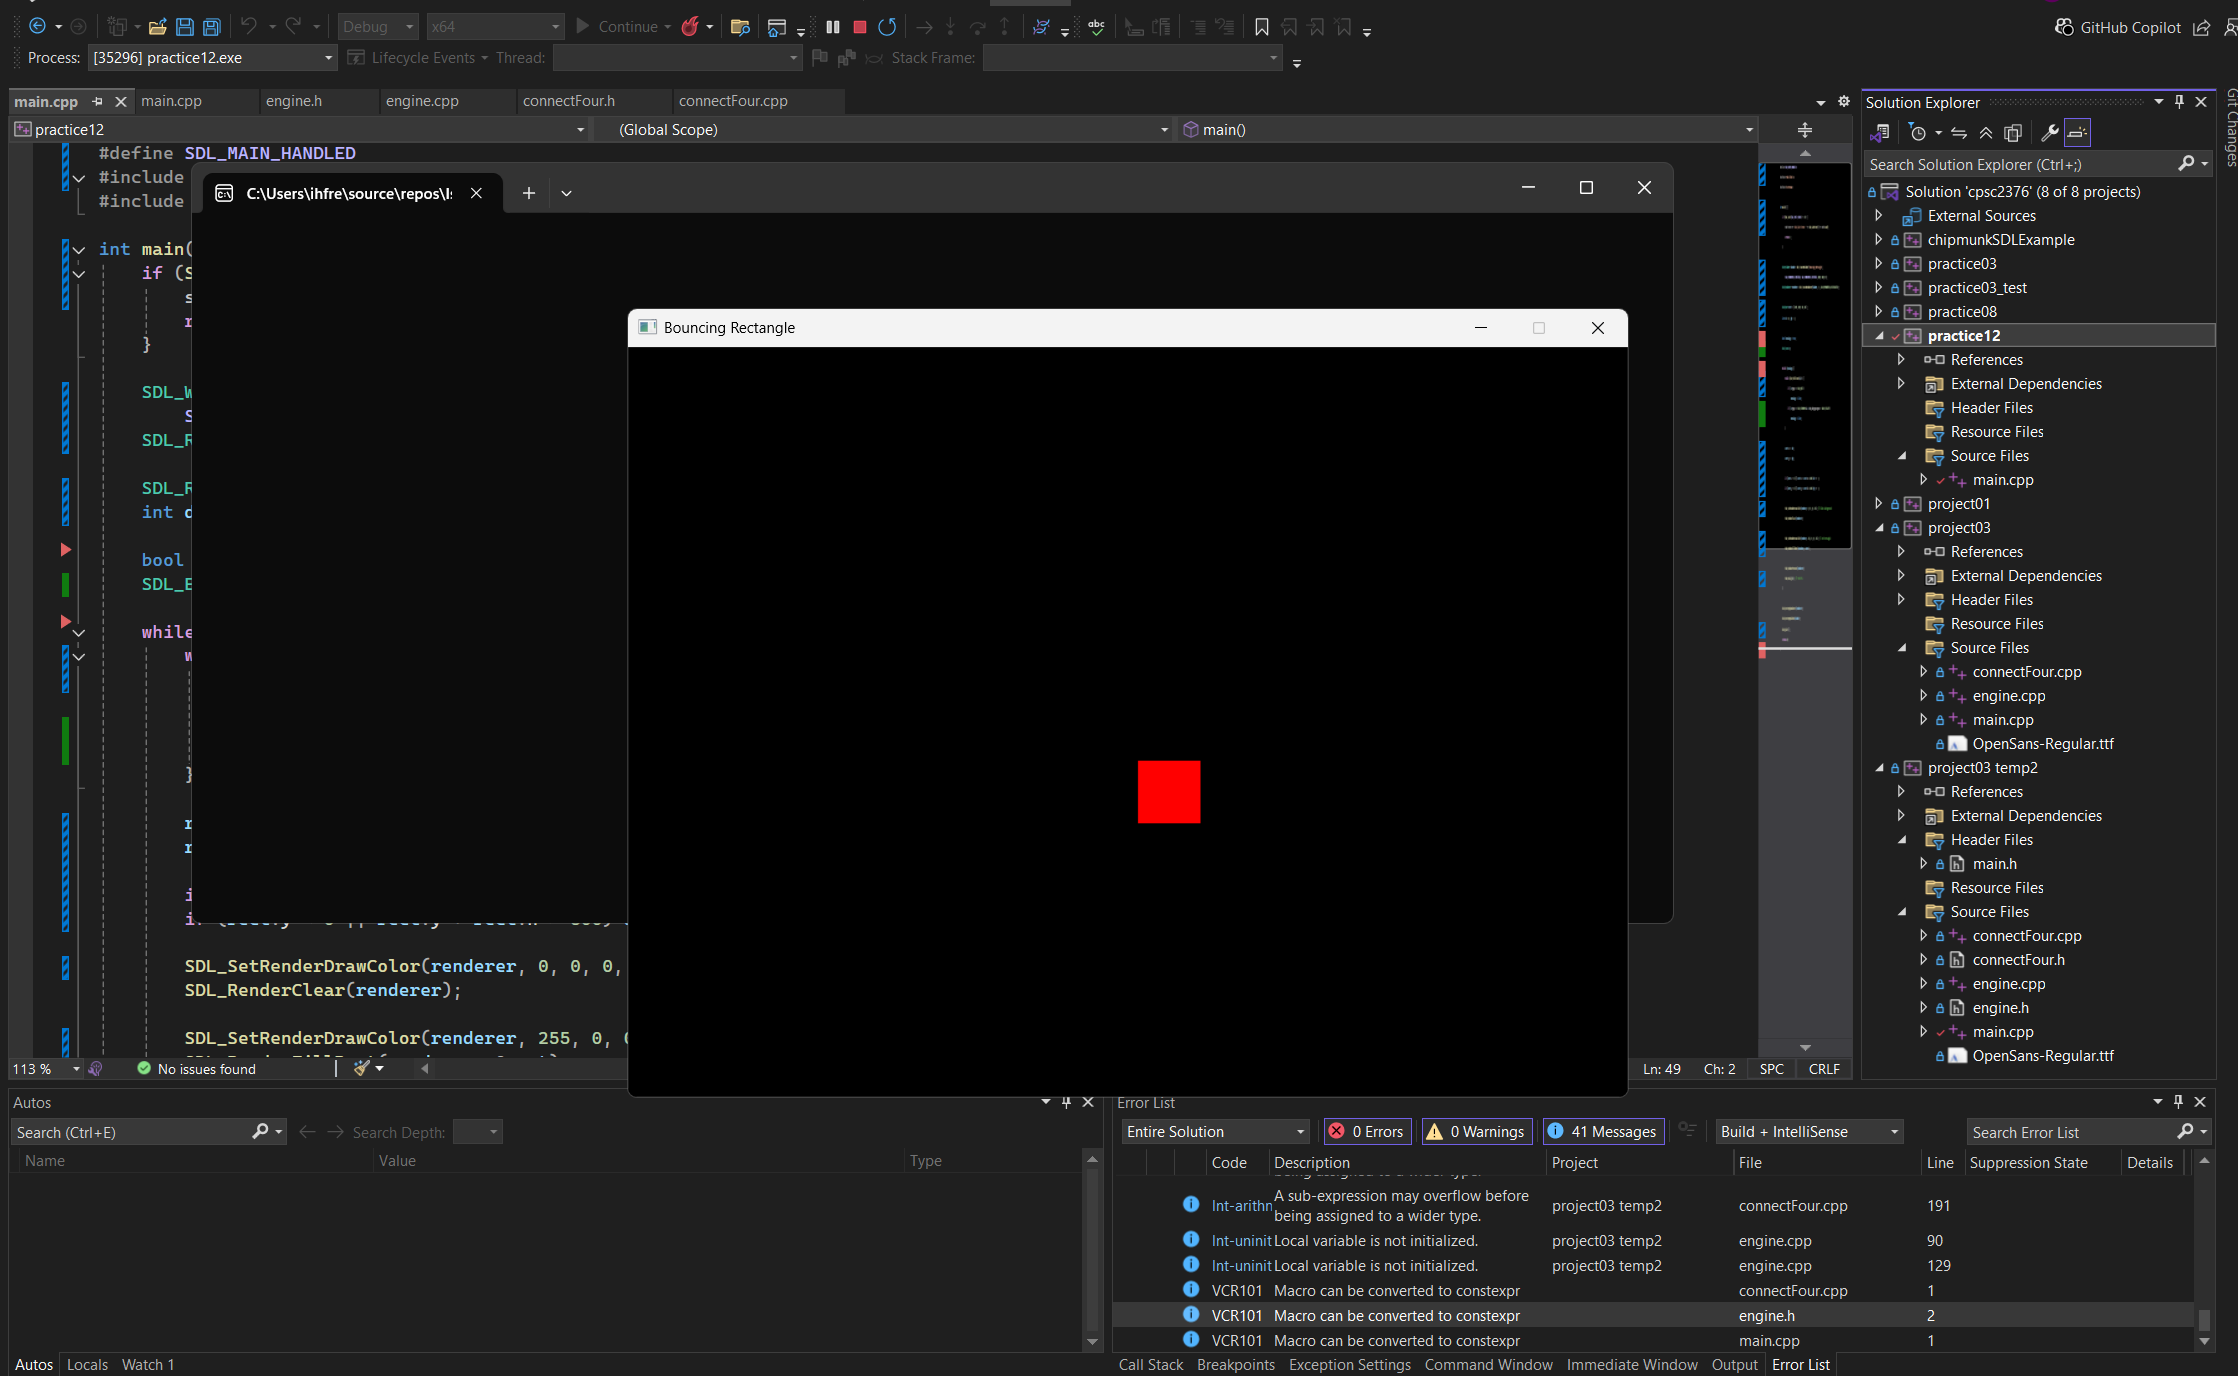 Debug
x64
Continue
abc
GitHub Copilot
Process: [35296] practice12.exe
Lifecycle Events
Thread:
Stack Frame:
main.cpp
main.cpp
engine.h
engine.cpp
connectFour.h
connectFour.cpp
practice12
(Global Scope)
main()
#define SDL_MAIN_HANDLED
#include
#include
int main(
if (S
s
r
}
SDL_W
S
SDL_R
SDL_R
int d
bool
SDL_E
while
w
}
r
r
i
SDL_SetRenderDrawColor(renderer, 0, 0, 0,
SDL_RenderClear(renderer);
SDL_SetRenderDrawColor(renderer, 255, 0,
C:\Users\ihfre\source\repos\
Bouncing Rectangle
113 %
No issues found
Ln: 49
Ch: 2
SPC
CRLF
Solution Explorer
Search Solution Explorer (Ctrl+;)
Solution 'cpsc2376' (8 of 8 projects)
External Sources
chipmunkSDLExample
practice03
practice03_test
practice08
practice12
References
External Dependencies
Header Files
Resource Files
Source Files
main.cpp
project01
project03
References
External Dependencies
Header Files
Resource Files
Source Files
connectFour.cpp
engine.cpp
main.cpp
OpenSans-Regular.ttf
project03 temp2
References
External Dependencies
Header Files
main.h
Resource Files
Source Files
connectFour.cpp
connectFour.h
engine.cpp
engine.h
main.cpp
OpenSans-Regular.ttf
Git Changes
Autos
Search (Ctrl+E)
Search Depth:
Name
Value
Type
Autos
Locals
Watch 1
Error List
Entire Solution
0 Errors
0 Warnings
41 Messages
Build + IntelliSense
Search Error List
Code
Description
Project
File
Line
Suppression State
Details
being assigned to a wider type.
Int-arithm A sub-expression may overflow before being assigned to a wider type. project03 temp2 connectFour.cpp 191
Int-uninit Local variable is not initialized. project03 temp2 engine.cpp 90
Int-uninit Local variable is not initialized. project03 temp2 engine.cpp 129
VCR101 Macro can be converted to constexpr connectFour.cpp 1
VCR101 Macro can be converted to constexpr engine.h 2
VCR101 Macro can be converted to constexpr main.cpp 1
Call Stack
Breakpoints
Exception Settings
Command Window
Immediate Window
Output
Error List